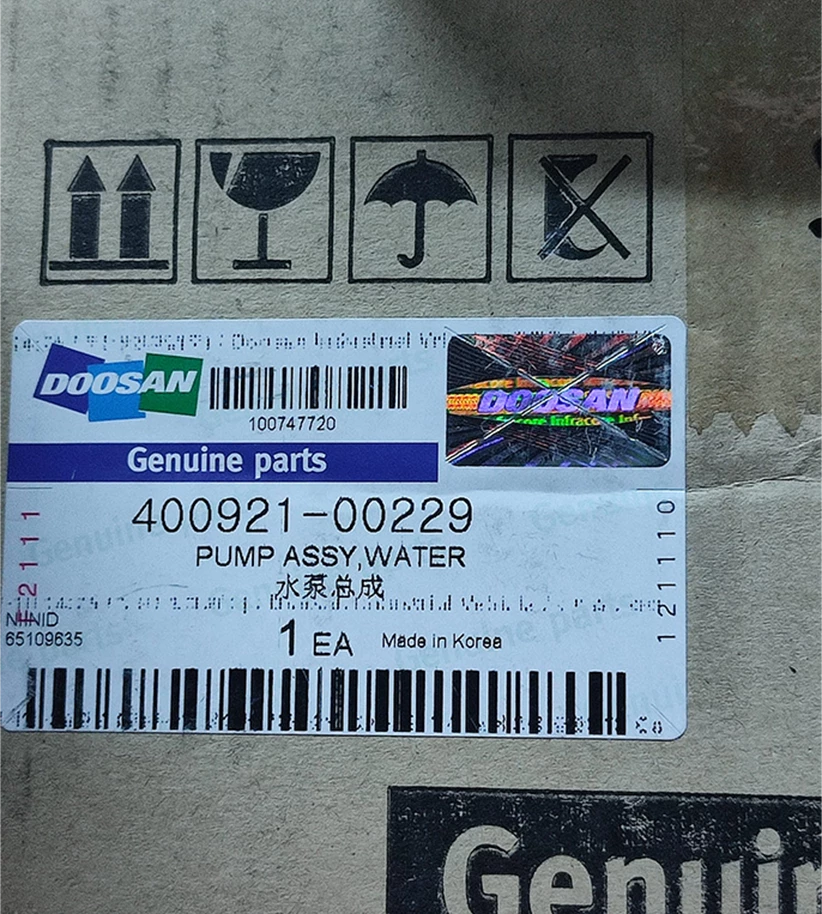 DOOSAN
100747720
DOOSAN
Genuine parts
400921-00229
PUMP ASSY,WATER
水泵总成
65109635
1 EA
Made in Korea
121110
Genuin